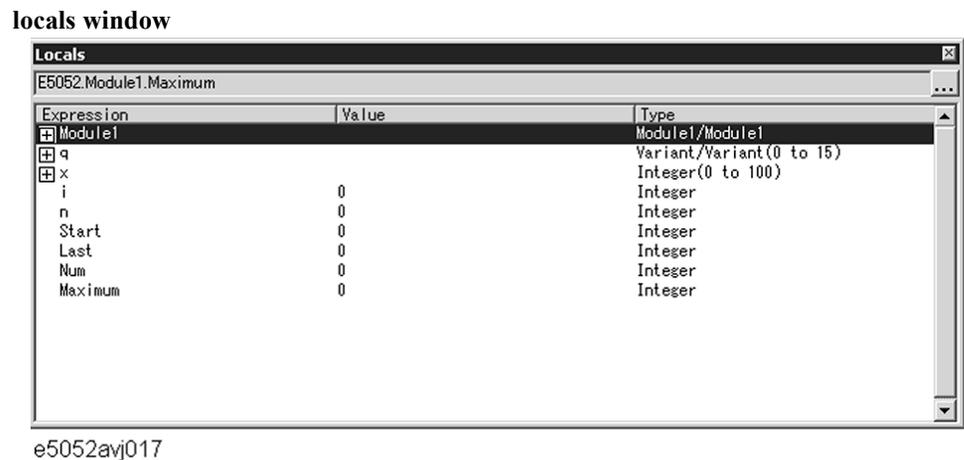 locals window
Locals
E5052.Module1.Maximum
...
Expression Value Type
Module1 Module1/Module1
q Variant/Variant(0 to 15)
x Integer(0 to 100)
i 0 Integer
n 0 Integer
Start 0 Integer
Last 0 Integer
Num 0 Integer
Maximum 0 Integer
e5052avj017